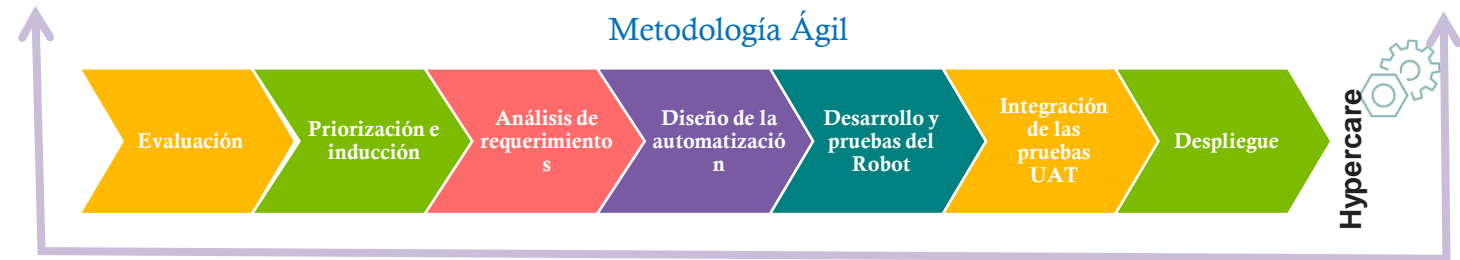 Metodología Ágil
Evaluación
Priorización e
inducción
Análisis de
requerimiento
s
Diseño de la
automatizació
n
Desarrollo y
pruebas del
Robot
Integración
de las
pruebas
UAT
Despliegue
Hypercare